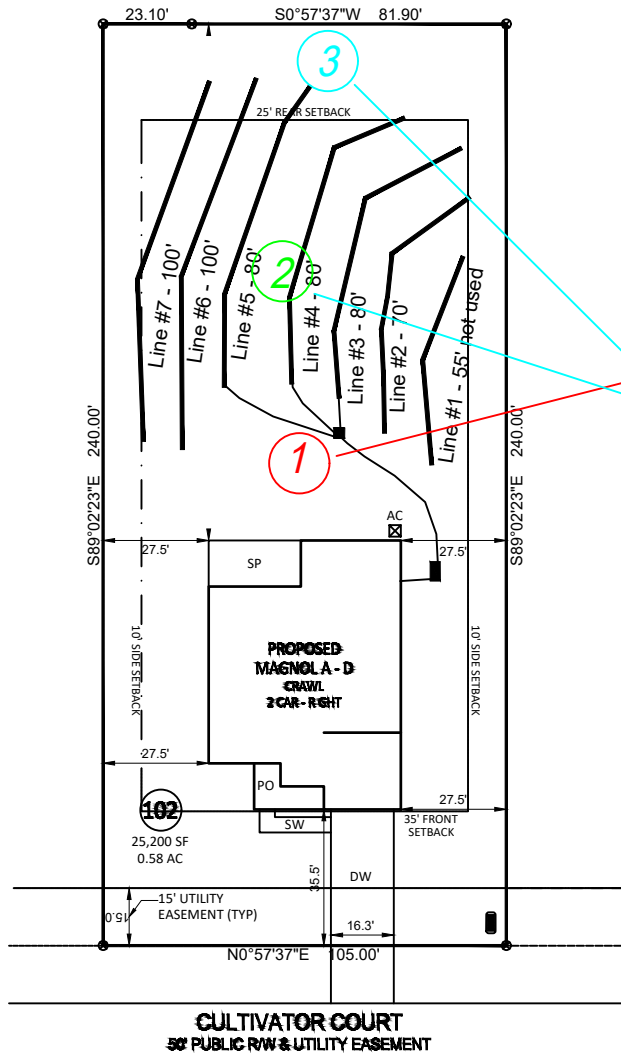 23.10'
S0°57'37"W 81.90'
3
25' REAR SETBACK
2
Line #7 - 100'
Line #6 - 100'
Line #5 - 80'
Line #4 - 80'
Line #3 - 80'
Line #2 - 70'
Line #1 - 55' not used
S89°02'23"E 240.00'
S89°02'23"E 240.00'
1
AC
27.5'
27.5'
SP
10' SIDE SETBACK
10' SIDE SETBACK
PROPOSED
MAGNOL A - D
CRAWL
2 CAR - R GHT
27.5'
PO
27.5'
102
SW
35' FRONT
SETBACK
25,200 SF
0.58 AC
35.5'
DW
15' UTILITY
EASEMENT (TYP)
15.0'
16.3'
N0°57'37"E 105.00'
CULTIVATOR COURT
50' PUBLIC R/W & UTILITY EASEMENT